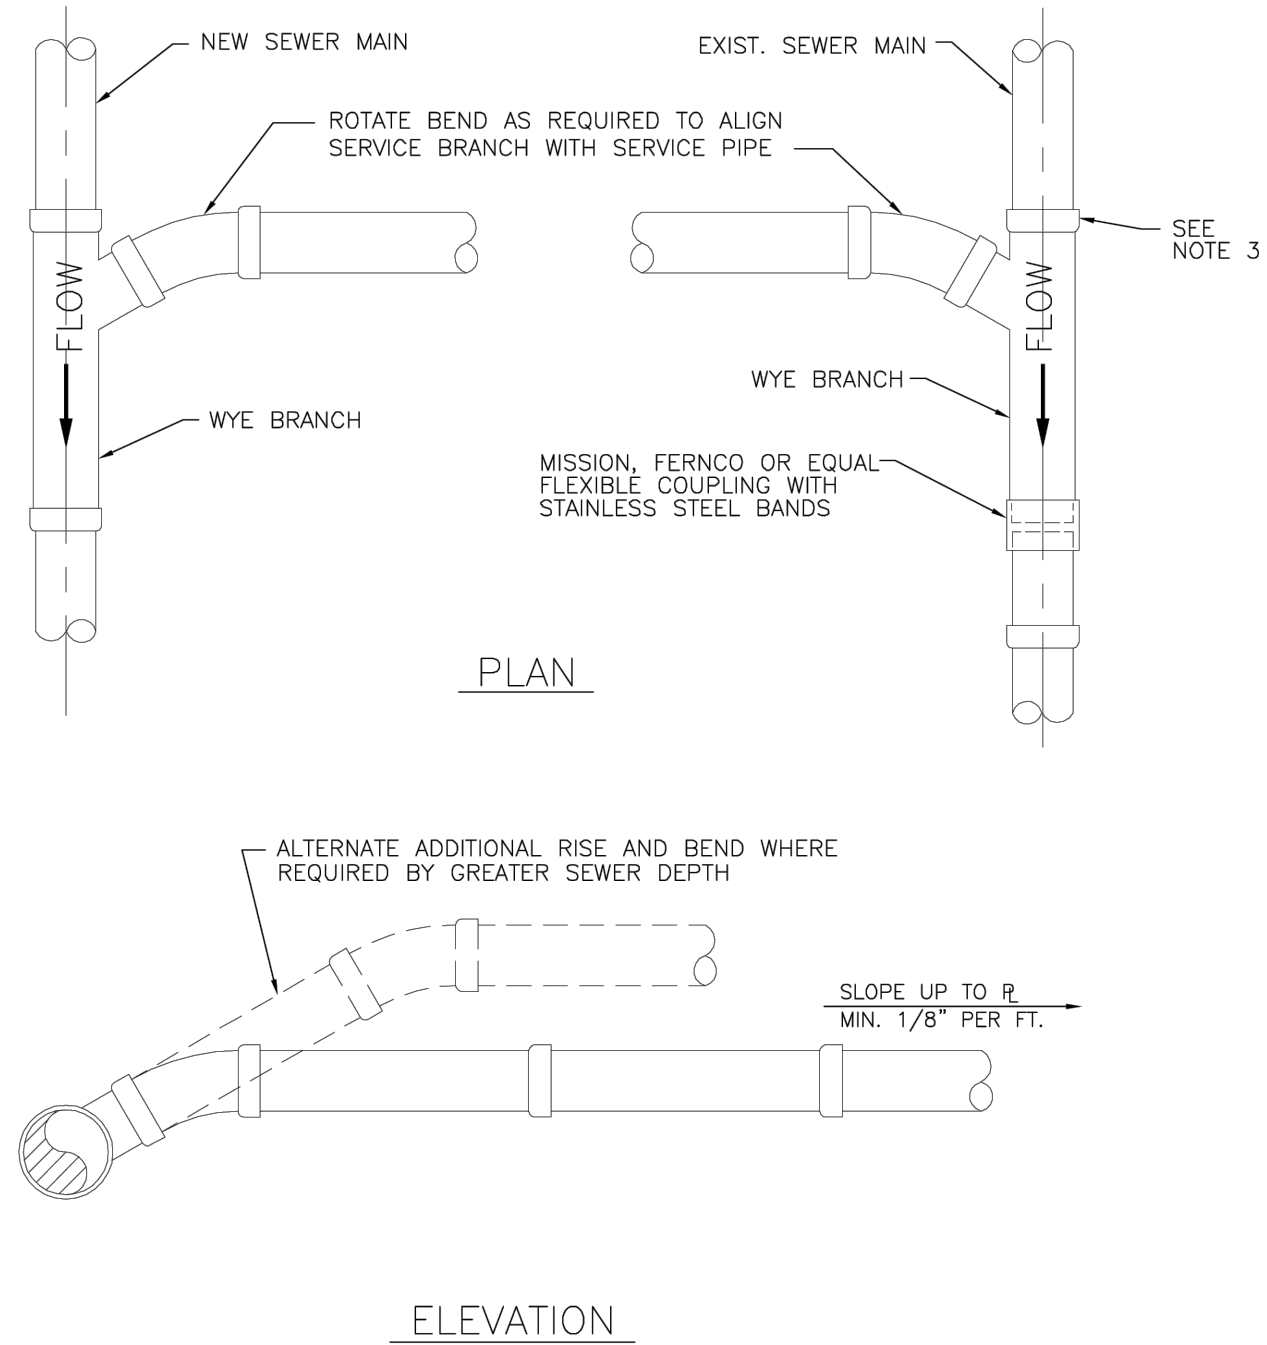 NEW SEWER MAIN
EXIST. SEWER MAIN
ROTATE BEND AS REQUIRED TO ALIGN
SERVICE BRANCH WITH SERVICE PIPE
SEE
NOTE 3
FLOW
FLOW
WYE BRANCH
WYE BRANCH
MISSION, FERNCO OR EQUAL
FLEXIBLE COUPLING WITH
STAINLESS STEEL BANDS
PLAN
ALTERNATE ADDITIONAL RISE AND BEND WHERE
REQUIRED BY GREATER SEWER DEPTH
SLOPE UP TO ⅊
MIN. 1/8" PER FT.
ELEVATION